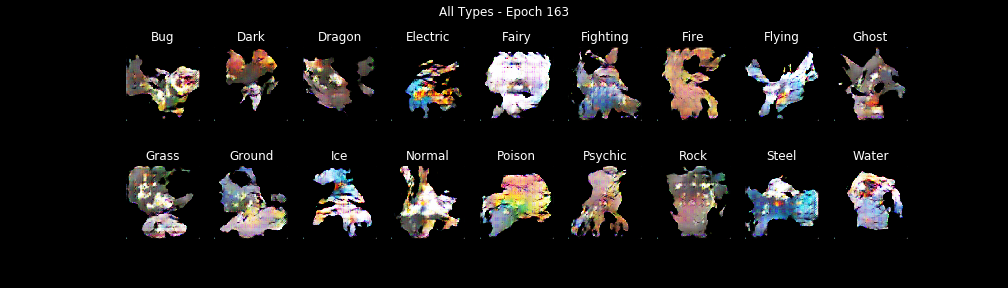 All Types - Epoch 163
Bug Dark Dragon Electric Fairy Fighting Fire Flying Ghost
Grass Ground Ice Normal Poison Psychic Rock Steel Water